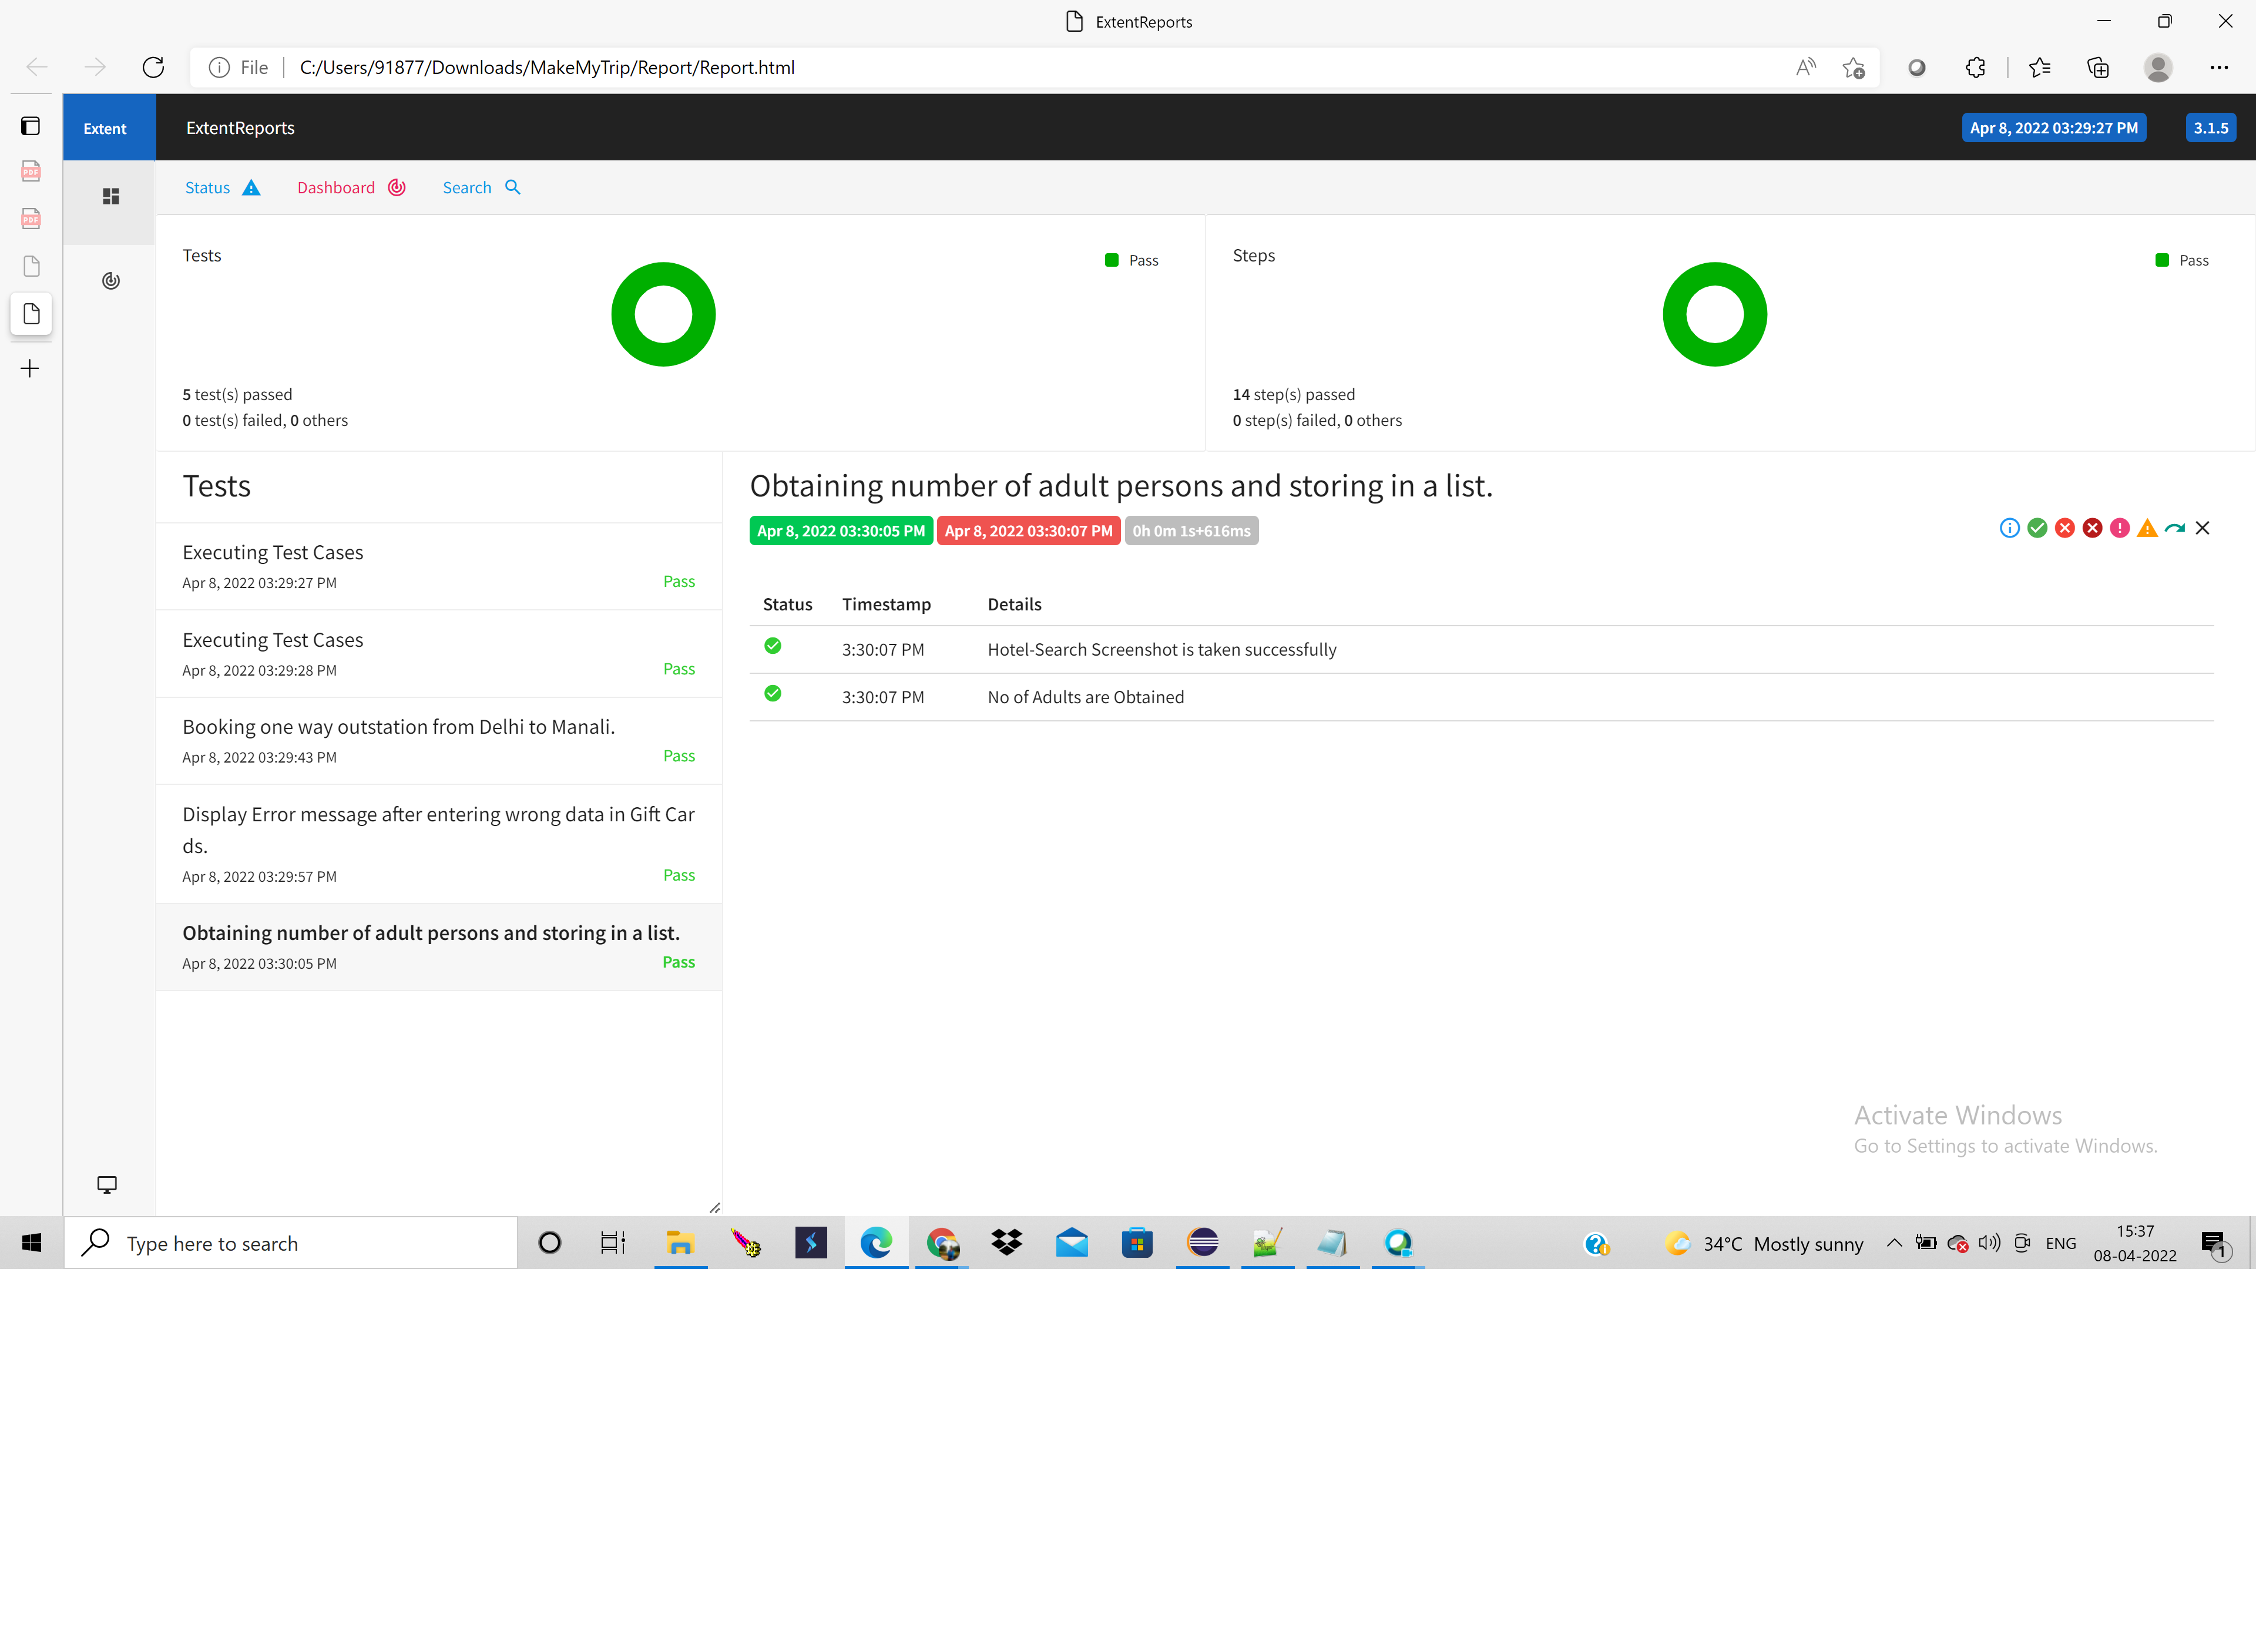 ExtentReports
File C:/Users/91877/Downloads/MakeMyTrip/Report/Report.html
Extent
ExtentReports
Apr 8, 2022 03:29:27 PM
3.1.5
Status
Dashboard
Search
Tests
Pass
5 test(s) passed
0 test(s) failed, 0 others
Steps
Pass
14 step(s) passed
0 step(s) failed, 0 others
Tests
Executing Test Cases
Apr 8, 2022 03:29:27 PM Pass
Executing Test Cases
Apr 8, 2022 03:29:28 PM Pass
Booking one way outstation from Delhi to Manali.
Apr 8, 2022 03:29:43 PM Pass
Display Error message after entering wrong data in Gift Car
ds.
Apr 8, 2022 03:29:57 PM Pass
Obtaining number of adult persons and storing in a list.
Apr 8, 2022 03:30:05 PM Pass
Obtaining number of adult persons and storing in a list.
Apr 8, 2022 03:30:05 PM Apr 8, 2022 03:30:07 PM 0h 0m 1s+616ms
Status Timestamp Details
3:30:07 PM Hotel-Search Screenshot is taken successfully
3:30:07 PM No of Adults are Obtained
Activate Windows
Go to Settings to activate Windows.
PDF
PDF
Type here to search
34°C Mostly sunny
ENG
15:37
08-04-2022
1